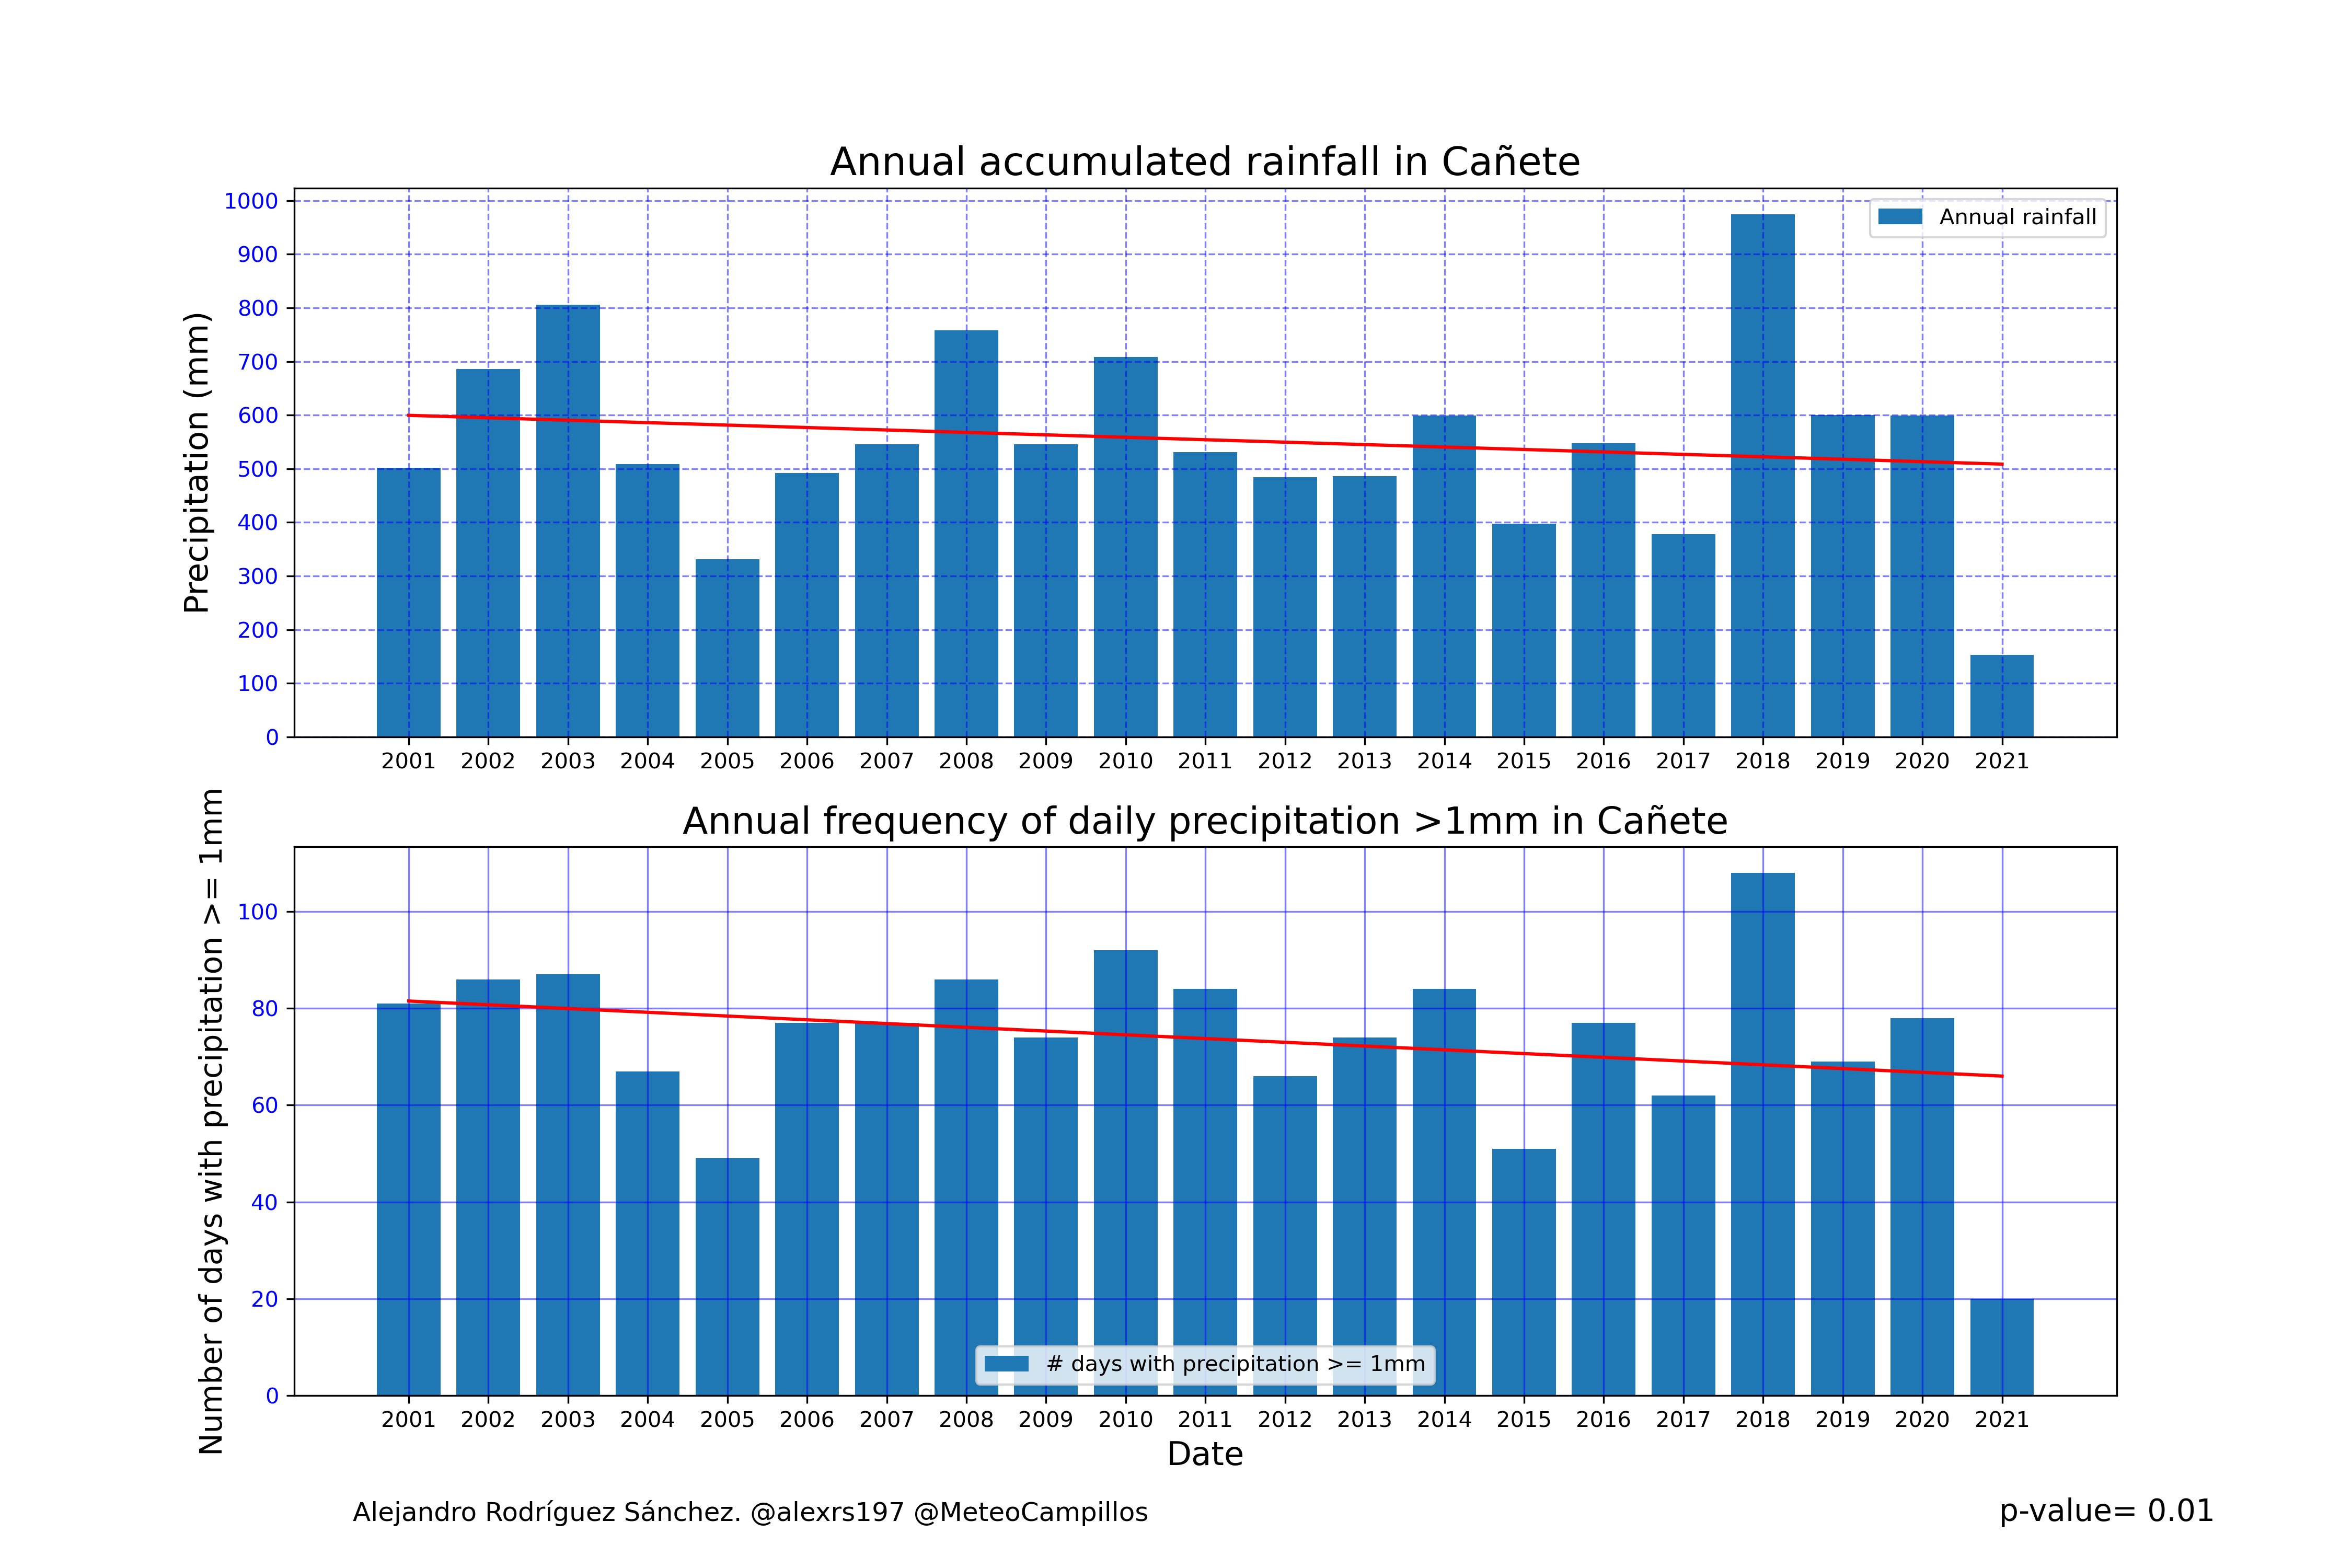 Annual accumulated rainfall in Cañete
Precipitation (mm)
1000
900
800
700
600
500
400
300
200
100
0
Annual rainfall
2001 2002 2003 2004 2005 2006 2007 2008 2009 2010 2011 2012 2013 2014 2015 2016 2017 2018 2019 2020 2021
Annual frequency of daily precipitation >1mm in Cañete
Number of days with precipitation >= 1mm
100
80
60
40
20
0
# days with precipitation >= 1mm
2001 2002 2003 2004 2005 2006 2007 2008 2009 2010 2011 2012 2013 2014 2015 2016 2017 2018 2019 2020 2021
Date
Alejandro Rodríguez Sánchez. @alexrs197 @MeteoCampillos
p-value= 0.01